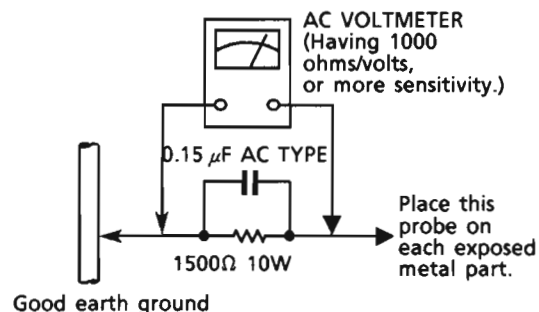 AC VOLTMETER
(Having 1000
ohms/volts,
or more sensitivity.)
0.15 μF AC TYPE
1500Ω 10W
Place this
probe on
each exposed
metal part.
Good earth ground